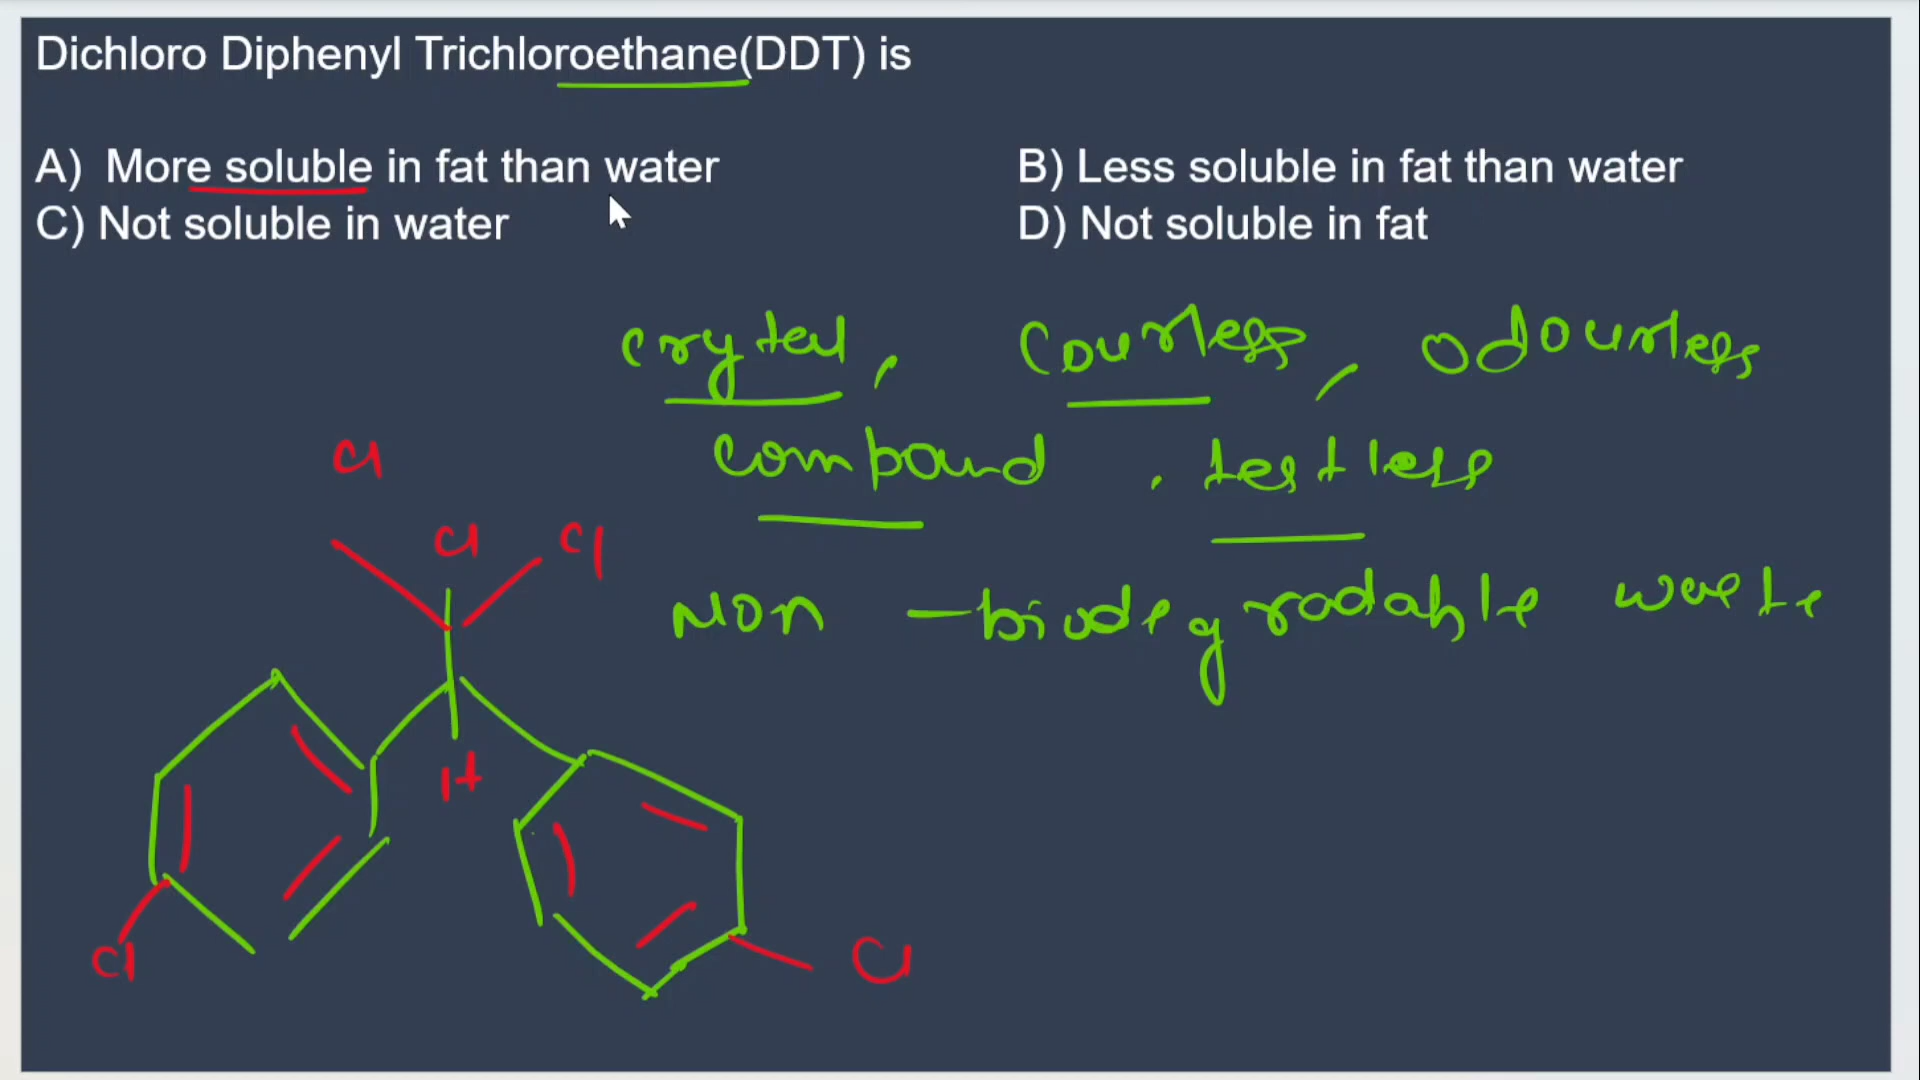 Dichloro Diphenyl Trichloroethane(DDT) is
A) More soluble in fat than water
B) Less soluble in fat than water
C) Not soluble in water
D) Not soluble in fat
crytal, Courless, odourless
compound . testless
Non -biodegradable waste
Cl
Cl Cl
H
Cl Cl